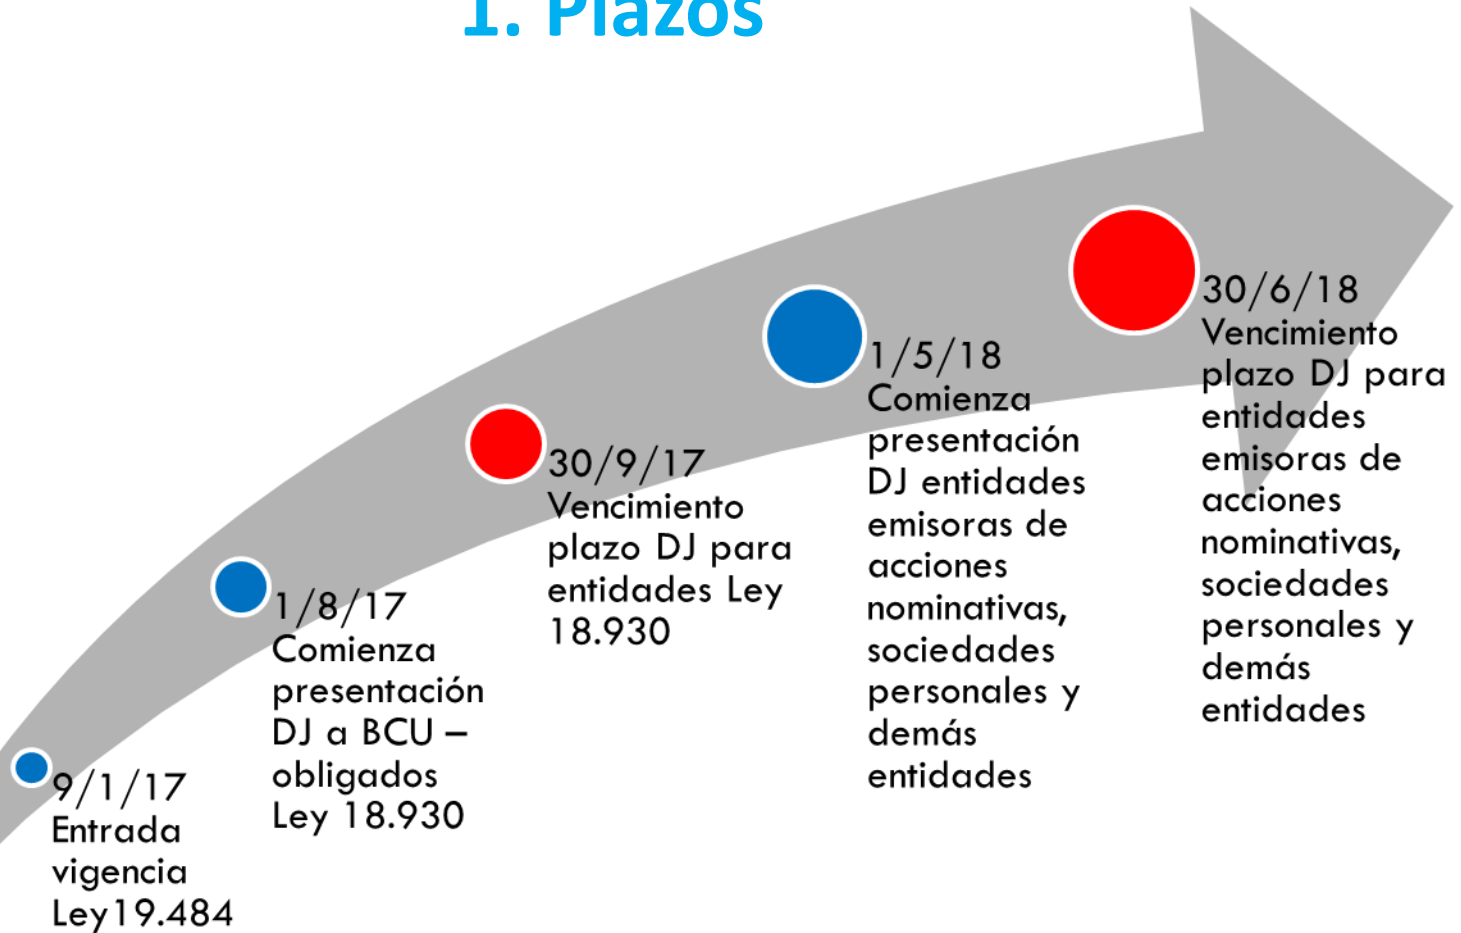 1. Plazos
9/1/17
Entrada
vigencia
Ley19.484
1/8/17
Comienza
presentación
DJ a BCU –
obligados
Ley 18.930
30/9/17
Vencimiento
plazo DJ para
entidades Ley
18.930
1/5/18
Comienza
presentación
DJ entidades
emisoras de
acciones
nominativas,
sociedades
personales y
demás
entidades
30/6/18
Vencimiento
plazo DJ para
entidades
emisoras de
acciones
nominativas,
sociedades
personales y
demás
entidades